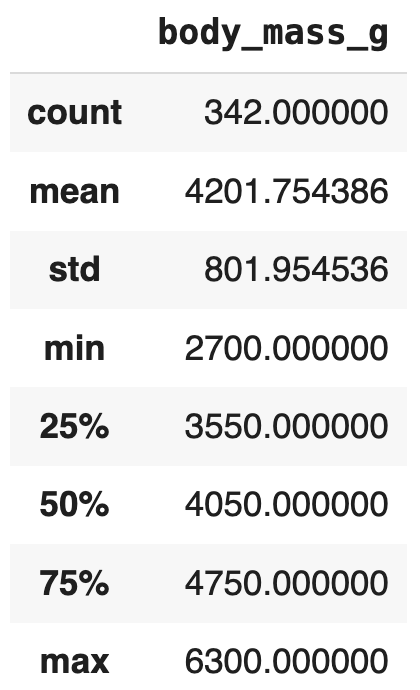 body_mass_g
count 342.000000
mean 4201.754386
std 801.954536
min 2700.000000
25% 3550.000000
50% 4050.000000
75% 4750.000000
max 6300.000000